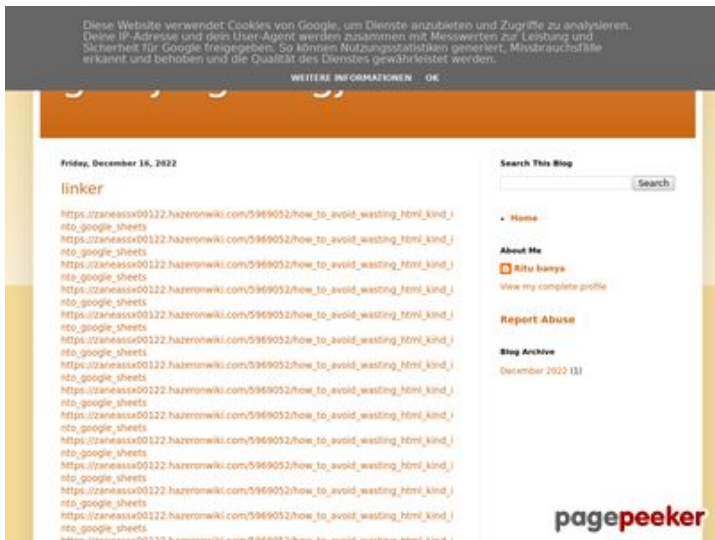 Diese Website verwendet Cookies von Google, um Dienste anzubieten und Zugriffe zu analysieren.
Deine IP-Adresse und dein User-Agent werden zusammen mit Messwerten zur Leistung und
Sicherheit für Google freigegeben. So können Nutzungsstatistiken generiert, Missbrauchsfälle
erkannt und behoben und die Qualität des Dienstes gewährleistet werden.
WEITERE INFORMATIONEN OK
Friday, December 16, 2022
linker
https://zaneassx00122.hazeronwiki.com/5969052/how_to_avoid_wasting_html_kind_i
nto_google_sheets
https://zaneassx00122.hazeronwiki.com/5969052/how_to_avoid_wasting_html_kind_i
nto_google_sheets
https://zaneassx00122.hazeronwiki.com/5969052/how_to_avoid_wasting_html_kind_i
nto_google_sheets
https://zaneassx00122.hazeronwiki.com/5969052/how_to_avoid_wasting_html_kind_i
nto_google_sheets
https://zaneassx00122.hazeronwiki.com/5969052/how_to_avoid_wasting_html_kind_i
nto_google_sheets
https://zaneassx00122.hazeronwiki.com/5969052/how_to_avoid_wasting_html_kind_i
nto_google_sheets
https://zaneassx00122.hazeronwiki.com/5969052/how_to_avoid_wasting_html_kind_i
nto_google_sheets
https://zaneassx00122.hazeronwiki.com/5969052/how_to_avoid_wasting_html_kind_i
nto_google_sheets
https://zaneassx00122.hazeronwiki.com/5969052/how_to_avoid_wasting_html_kind_i
nto_google_sheets
https://zaneassx00122.hazeronwiki.com/5969052/how_to_avoid_wasting_html_kind_i
nto_google_sheets
https://zaneassx00122.hazeronwiki.com/5969052/how_to_avoid_wasting_html_kind_i
nto_google_sheets
https://zaneassx00122.hazeronwiki.com/5969052/how_to_avoid_wasting_html_kind_i
nto_google_sheets
https://zaneassx00122.hazeronwiki.com/5969052/how_to_avoid_wasting_html_kind_i
nto_google_sheets
Search This Blog
Search
Home
About Me
Ritu banya
View my complete profile
Report Abuse
Blog Archive
December 2022 (1)
pagepeeker